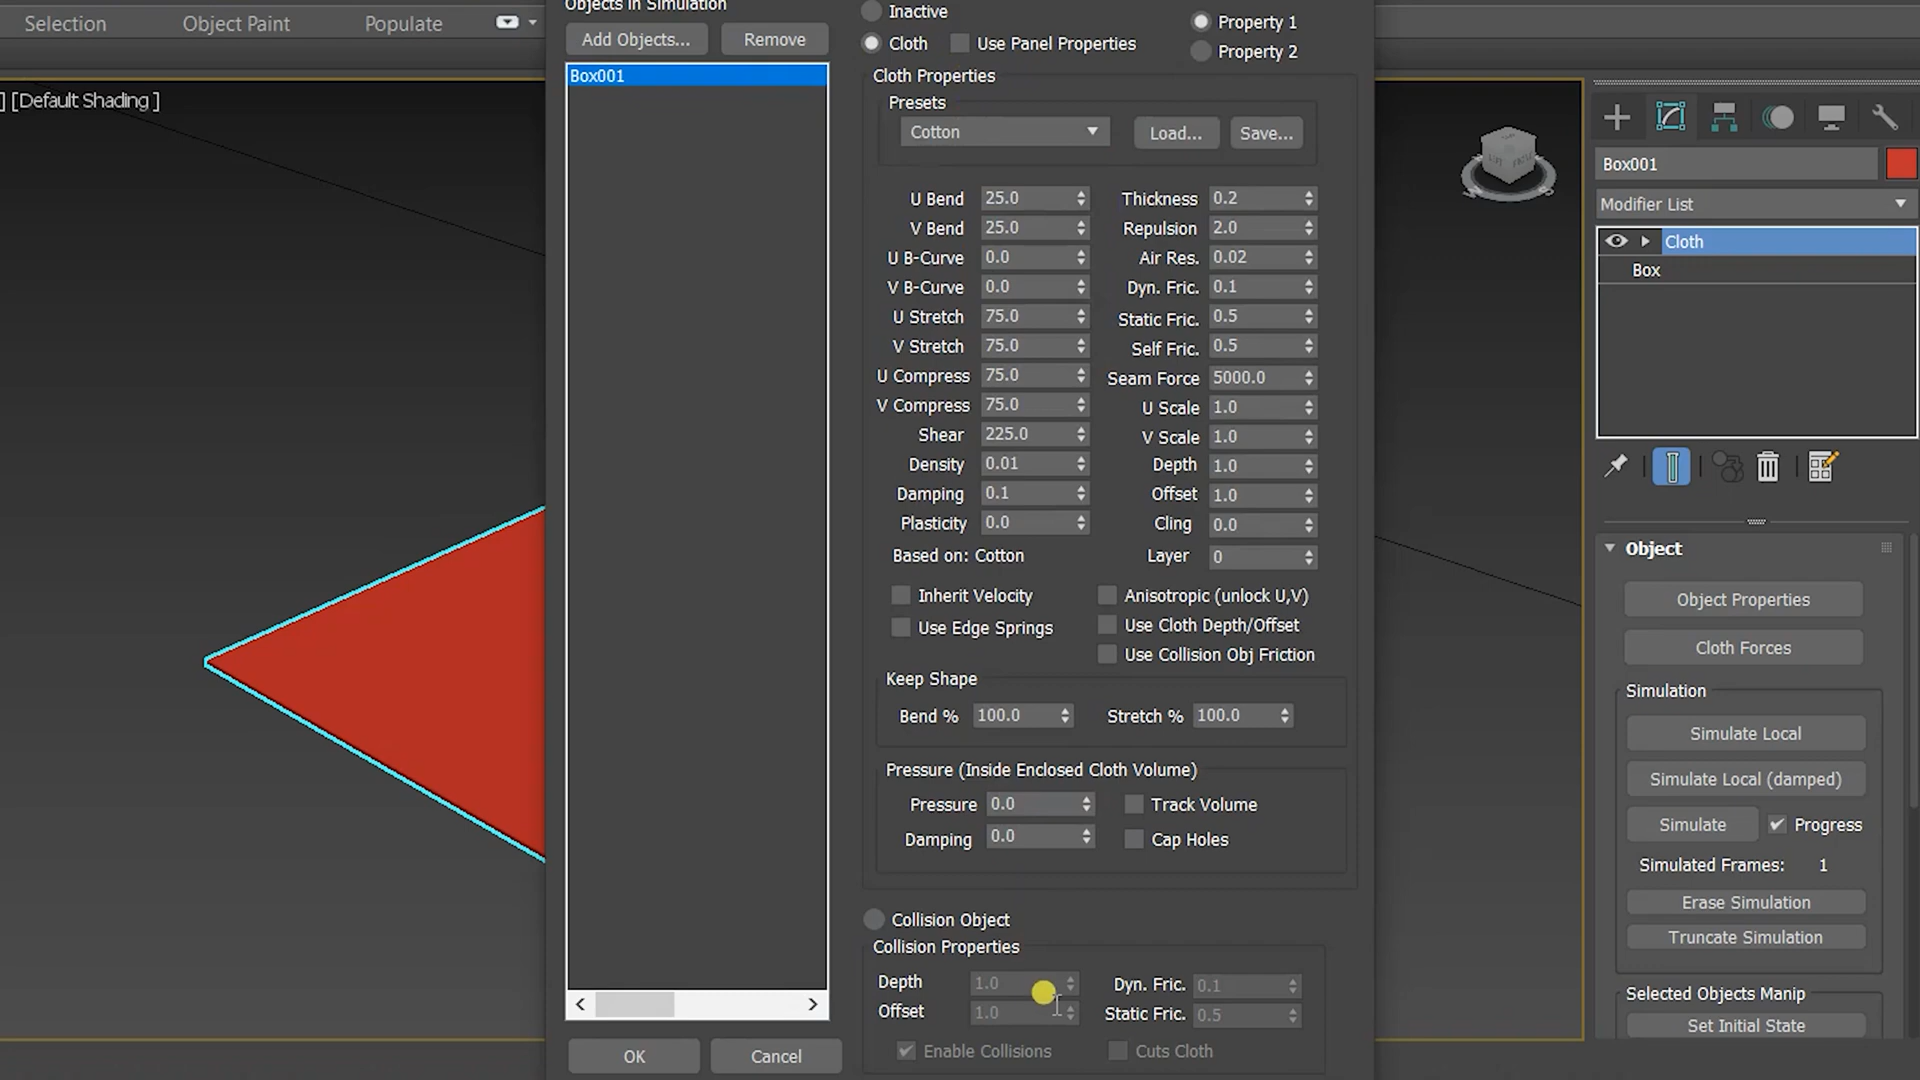 Selection
Object Paint
Populate
] [Default Shading ]
Objects in Simulation
Add Objects...
Remove
Box001
Inactive
Cloth
Use Panel Properties
Property 1
Property 2
Cloth Properties
Presets
Cotton
Load...
Save...
U Bend 25.0
V Bend 25.0
U B-Curve 0.0
V B-Curve 0.0
U Stretch 75.0
V Stretch 75.0
U Compress 75.0
V Compress 75.0
Shear 225.0
Density 0.01
Damping 0.1
Plasticity 0.0
Based on: Cotton
Thickness 0.2
Repulsion 2.0
Air Res. 0.02
Dyn. Fric. 0.1
Static Fric. 0.5
Self Fric. 0.5
Seam Force 5000.0
U Scale 1.0
V Scale 1.0
Depth 1.0
Offset 1.0
Cling 0.0
Layer 0
Inherit Velocity
Use Edge Springs
Anisotropic (unlock U,V)
Use Cloth Depth/Offset
Use Collision Obj Friction
Keep Shape
Bend % 100.0
Stretch % 100.0
Pressure (Inside Enclosed Cloth Volume)
Pressure 0.0
Track Volume
Damping 0.0
Cap Holes
Collision Object
Collision Properties
Depth 1.0
Dyn. Fric. 0.1
Offset 1.0
Static Fric. 0.5
Enable Collisions
Cuts Cloth
OK
Cancel
Box001
Modifier List
Cloth
Box
Object
Object Properties
Cloth Forces
Simulation
Simulate Local
Simulate Local (damped)
Simulate
Progress
Simulated Frames: 1
Erase Simulation
Truncate Simulation
Selected Objects Manip
Set Initial State